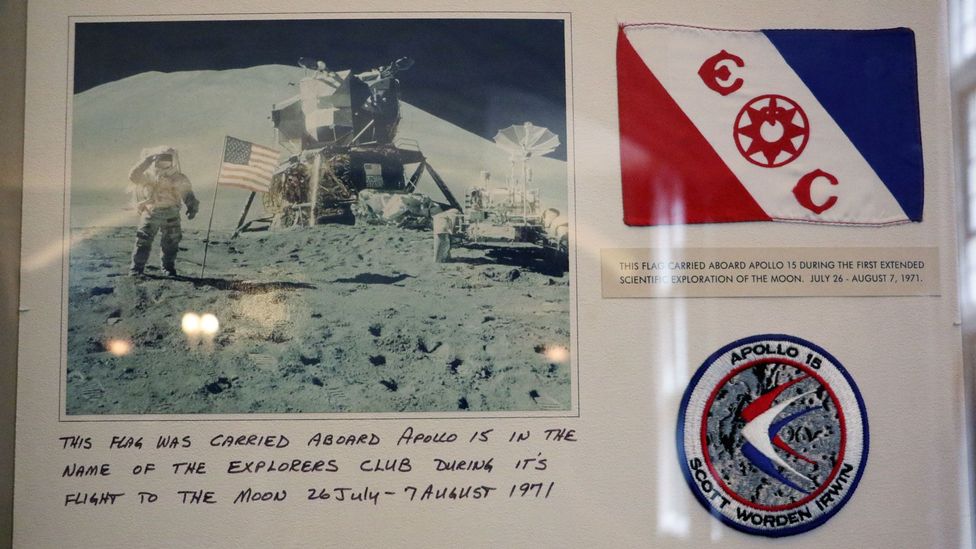 E
C
THIS FLAG CARRIED ABOARD APOLLO 15 DURING THE FIRST EXTENDED
SCIENTIFIC EXPLORATION OF THE MOON. JULY 26 - AUGUST 7, 1971.
APOLLO 15
SCOTT WORDEN IRWIN
THIS FLAG WAS CARRIED ABOARD APOLLO 15 IN THE
NAME OF THE EXPLORERS CLUB DURING IT'S
FLIGHT TO THE MOON 26 JULY - 7 AUGUST 1971